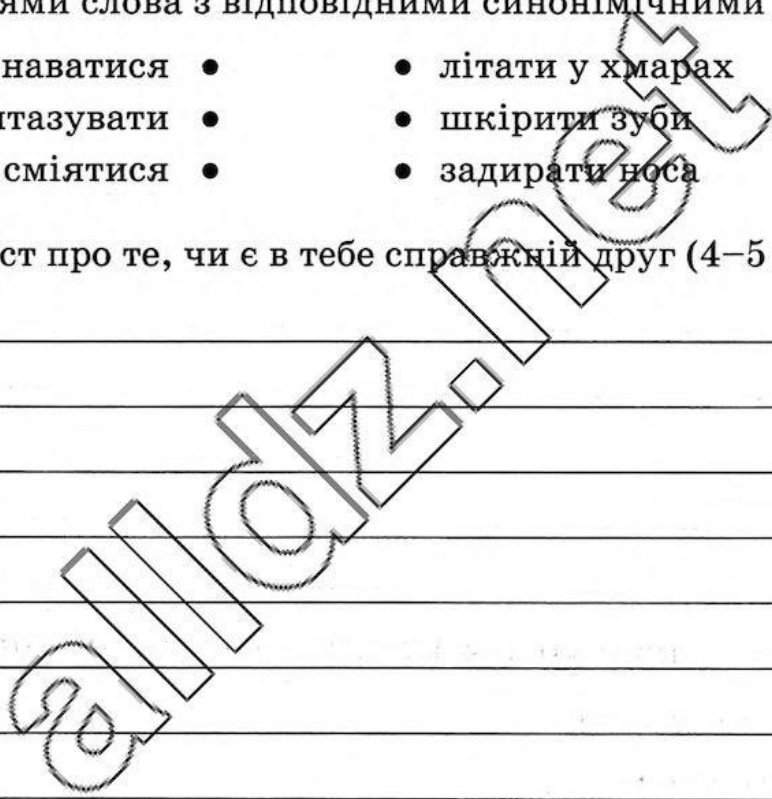 ями слова з відповідними синонімічними
наватися • • літати у хмарах
тазувати • • шкірити зуби
сміятися • • задирати носа
ст про те, чи є в тебе справжній друг (4–5
alldz.net